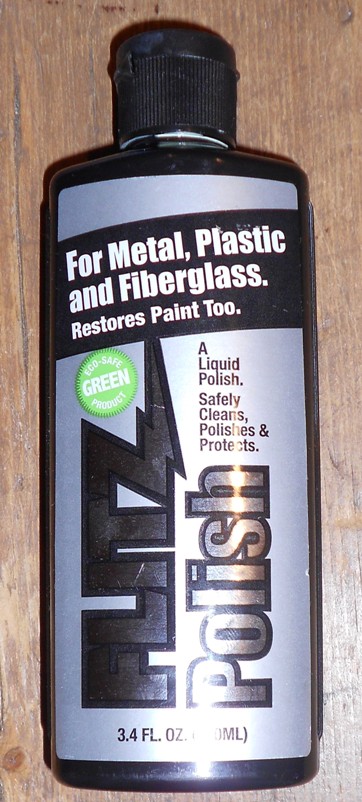 For Metal, Plastic
and Fiberglass.
Restores Paint Too.
ECO-SAFE
GREEN
PRODUCT
A
Liquid
Polish.
Safely
Cleans,
Polishes &
Protects.
FLITZ
Polish
3.4 FL. OZ.